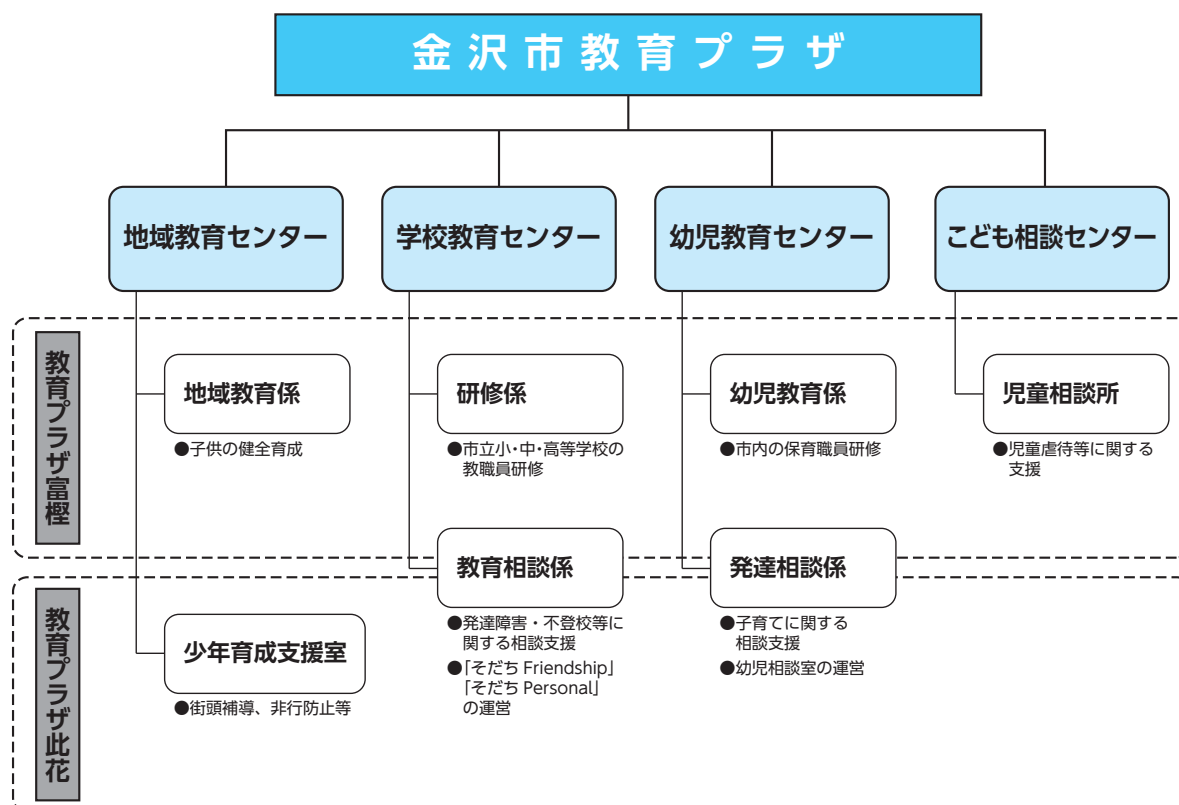 金沢市教育プラザ
地域教育センター
学校教育センター
幼児教育センター
こども相談センター
教育プラザ富樫
地域教育係
●子供の健全育成
研修係
●市立小・中・高等学校の
教職員研修
幼児教育係
●市内の保育職員研修
児童相談所
●児童虐待等に関する
支援
教育相談係
●発達障害・不登校等に
関する相談支援
●「そだち Friendship」
「そだち Personal」
の運営
発達相談係
●子育てに関する
相談支援
●幼児相談室の運営
教育プラザ此花
少年育成支援室
●街頭補導、非行防止等